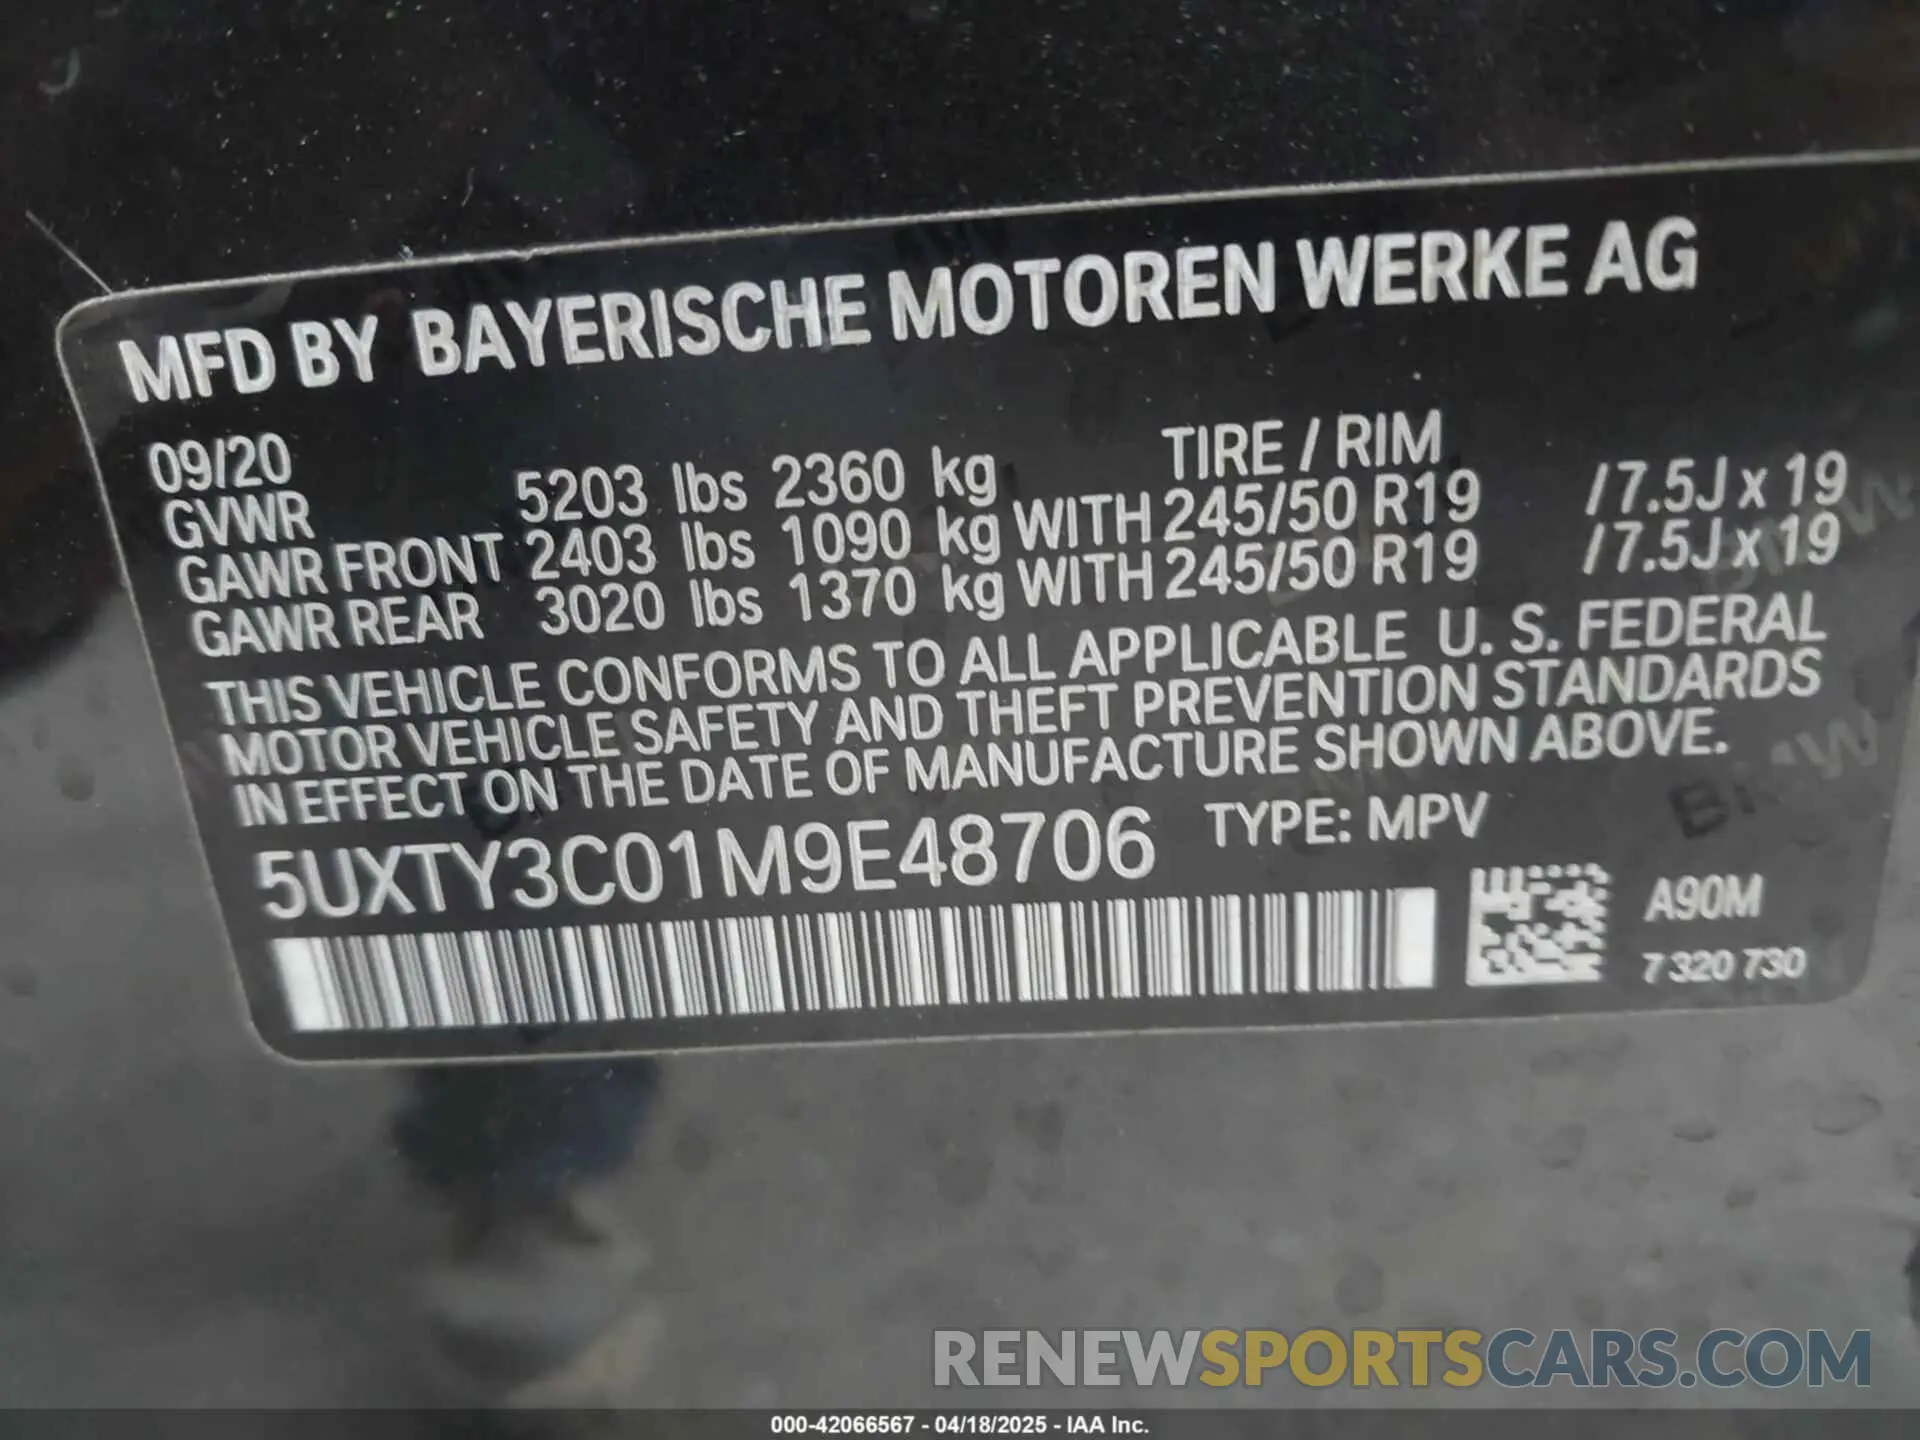 MFD BY BAYERISCHE MOTOREN WERKE AG
09/20 TIRE / RIM
GVWR 5203 lbs 2360 kg
GAWR FRONT 2403 lbs 1090 kg WITH 245/50 R19 /7.5J x 19
GAWR REAR 3020 lbs 1370 kg WITH 245/50 R19 /7.5J x 19
THIS VEHICLE CONFORMS TO ALL APPLICABLE U. S. FEDERAL
MOTOR VEHICLE SAFETY AND THEFT PREVENTION STANDARDS
IN EFFECT ON THE DATE OF MANUFACTURE SHOWN ABOVE.
5UXTY3C01M9E48706 TYPE: MPV
A90M
7 320 730
RENEWSPORTSCARS.COM
000-42066567 - 04/18/2025 - IAA Inc.